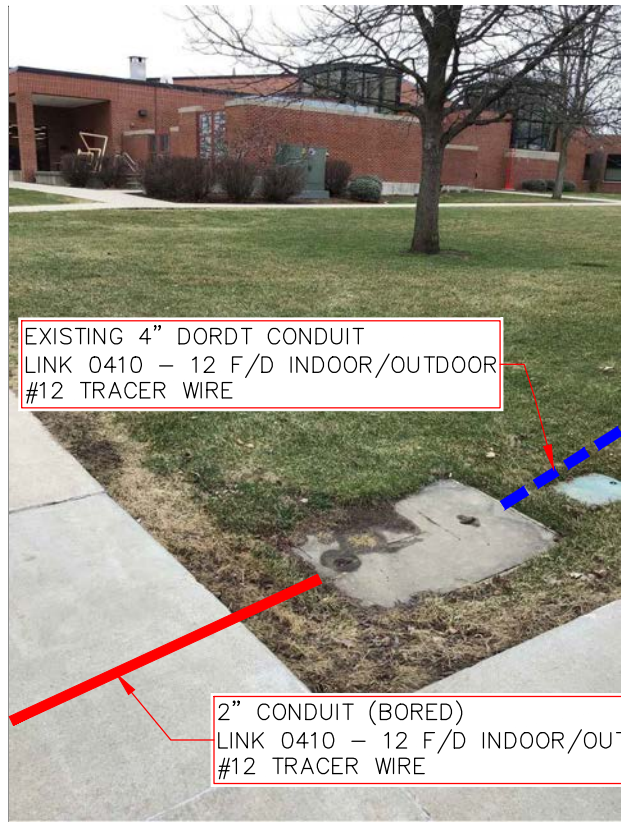 EXISTING 4” DORDT CONDUIT
LINK 0410 – 12 F/D INDOOR/OUTDOOR
#12 TRACER WIRE
2” CONDUIT (BORED)
LINK 0410 – 12 F/D INDOOR/OUT
#12 TRACER WIRE